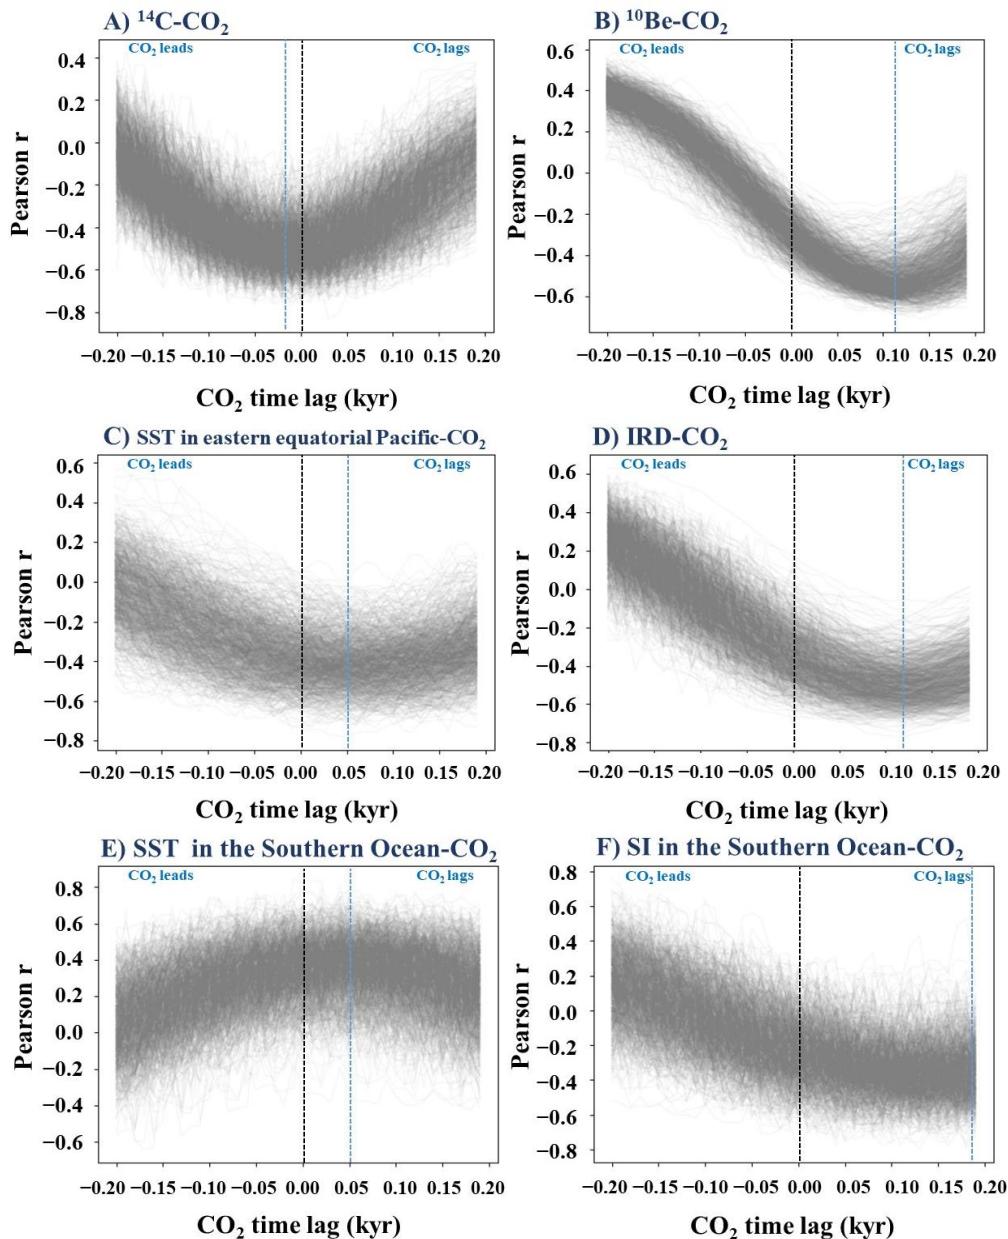 A) ¹⁴C-CO₂
CO₂ leads
CO₂ lags
0.4
0.2
0.0
−0.2
−0.4
−0.6
−0.8
Pearson r
−0.20 −0.15 −0.10 −0.05 0.00 0.05 0.10 0.15 0.20
CO₂ time lag (kyr)
B) ¹⁰Be-CO₂
CO₂ leads
CO₂ lags
0.6
0.4
0.2
0.0
−0.2
−0.4
−0.6
Pearson r
−0.20 −0.15 −0.10 −0.05 0.00 0.05 0.10 0.15 0.20
CO₂ time lag (kyr)
C) SST in eastern equatorial Pacific-CO₂
CO₂ leads
CO₂ lags
0.6
0.4
0.2
0.0
−0.2
−0.4
−0.6
−0.8
Pearson r
−0.20 −0.15 −0.10 −0.05 0.00 0.05 0.10 0.15 0.20
CO₂ time lag (kyr)
D) IRD-CO₂
CO₂ leads
CO₂ lags
0.6
0.4
0.2
0.0
−0.2
−0.4
−0.6
−0.8
Pearson r
−0.20 −0.15 −0.10 −0.05 0.00 0.05 0.10 0.15 0.20
CO₂ time lag (kyr)
E) SST in the Southern Ocean-CO₂
CO₂ leads
CO₂ lags
0.8
0.6
0.4
0.2
0.0
−0.2
−0.4
−0.6
Pearson r
−0.20 −0.15 −0.10 −0.05 0.00 0.05 0.10 0.15 0.20
CO₂ time lag (kyr)
F) SI in the Southern Ocean-CO₂
CO₂ leads
CO₂ lags
0.8
0.6
0.4
0.2
0.0
−0.2
−0.4
−0.6
−0.8
Pearson r
−0.20 −0.15 −0.10 −0.05 0.00 0.05 0.10 0.15 0.20
CO₂ time lag (kyr)